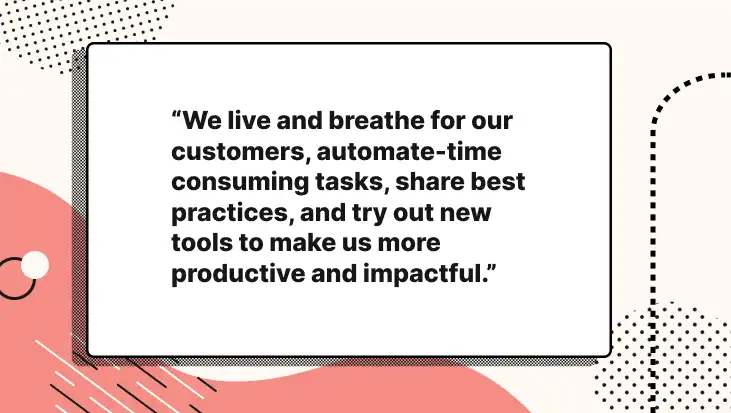 “We live and breathe for our
customers, automate-time
consuming tasks, share best
practices, and try out new
tools to make us more
productive and impactful.”